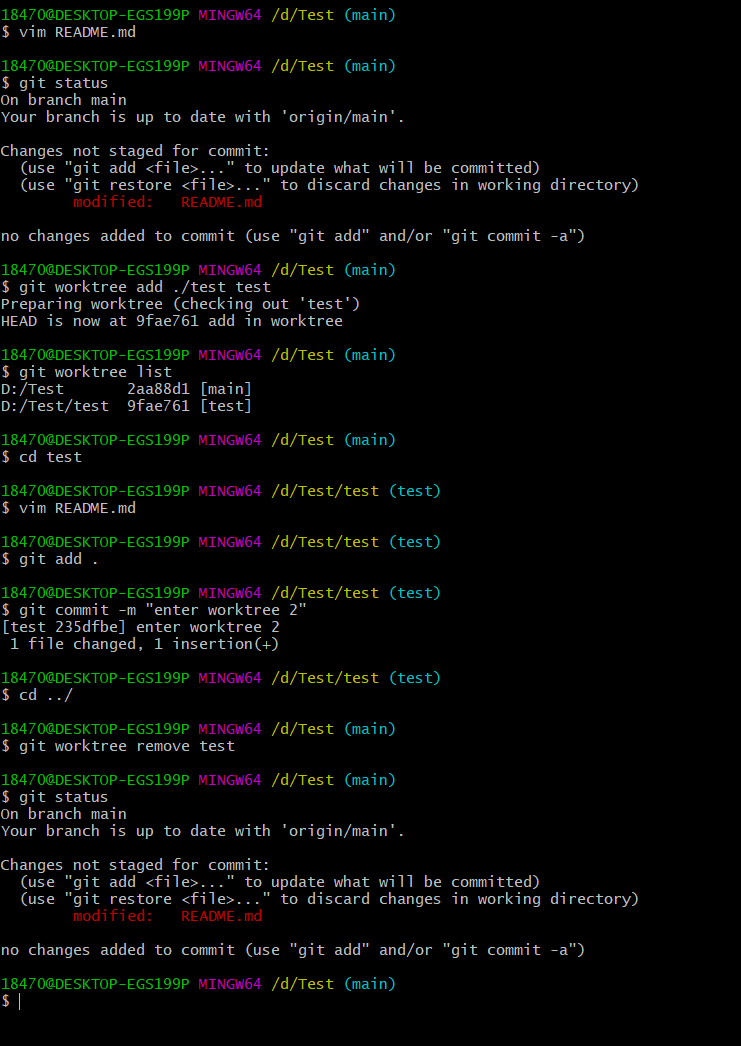 18470@DESKTOP-EGS199P MINGW64 /d/Test (main)
$ vim README.md
18470@DESKTOP-EGS199P MINGW64 /d/Test (main)
$ git status
On branch main
Your branch is up to date with 'origin/main'.
Changes not staged for commit:
  (use "git add <file>..." to update what will be committed)
  (use "git restore <file>..." to discard changes in working directory)
        modified:   README.md
no changes added to commit (use "git add" and/or "git commit -a")
18470@DESKTOP-EGS199P MINGW64 /d/Test (main)
$ git worktree add ./test test
Preparing worktree (checking out 'test')
HEAD is now at 9fae761 add in worktree
18470@DESKTOP-EGS199P MINGW64 /d/Test (main)
$ git worktree list
D:/Test       2aa88d1 [main]
D:/Test/test  9fae761 [test]
18470@DESKTOP-EGS199P MINGW64 /d/Test (main)
$ cd test
18470@DESKTOP-EGS199P MINGW64 /d/Test/test (test)
$ vim README.md
18470@DESKTOP-EGS199P MINGW64 /d/Test/test (test)
$ git add .
18470@DESKTOP-EGS199P MINGW64 /d/Test/test (test)
$ git commit -m "enter worktree 2"
[test 235dfbe] enter worktree 2
 1 file changed, 1 insertion(+)
18470@DESKTOP-EGS199P MINGW64 /d/Test/test (test)
$ cd ../
18470@DESKTOP-EGS199P MINGW64 /d/Test (main)
$ git worktree remove test
18470@DESKTOP-EGS199P MINGW64 /d/Test (main)
$ git status
On branch main
Your branch is up to date with 'origin/main'.
Changes not staged for commit:
  (use "git add <file>..." to update what will be committed)
  (use "git restore <file>..." to discard changes in working directory)
        modified:   README.md
no changes added to commit (use "git add" and/or "git commit -a")
18470@DESKTOP-EGS199P MINGW64 /d/Test (main)
$